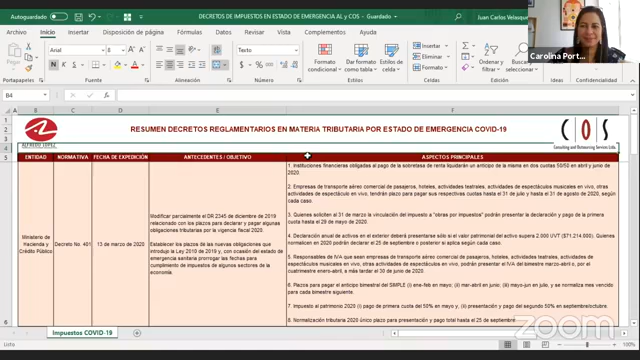 Autoguardado
DECRETOS DE IMPUESTOS EN ESTADO DE EMERGENCIA AL y COS - Guardado
Juan Carlos Velasque
Archivo Inicio Insertar Disposición de página Fórmulas Datos Revisar Vista Ayuda
Pegar
Arial
General
Formato condicional
Dar formato como tabla
Estilos de celda
Insertar
Eliminar
Formato
Ordenar y filtrar
Buscar y seleccionar
Portapapeles Fuente Alineación Número Estilos Celdas Confidencialidad
Carolina Port...
B4
RESUMEN DECRETOS REGLAMENTARIOS EN MATERIA TRIBUTARIA POR ESTADO DE EMERGENCIA COVID-19
ALFREDO LOPEZ
COS
Consulting and Outsourcing Services Ltda.
ENTIDAD NORMATIVA FECHA DE EXPEDICIÓN ANTECEDENTES / OBJETIVO ASPECTOS PRINCIPALES
Ministerio de Hacienda y Crédito Público
Decreto No. 401
13 de marzo de 2020
Modificar parcialmente el DR 2345 de diciembre de 2019
relacionado con los plazos para declarar y pagar algunas
obligaciones tributarias por la vigencia fiscal 2020.
Establecer los plazos de las nuevas obligaciones que
introduje la Ley 2010 de 2019 y, con ocasión del estado de
emergencia sanitaria prorrogar las fechas para
cumplimiento de impuestos de algunos sectores de la
economía.
1. Instituciones financieras obligadas al pago de la sobretasa de renta liquidarán un anticipo de la misma en dos cuotas 50/50 en abril y junio de
2020.
2. Empresas de transporte aéreo comercial de pasajeros, hoteles, actividades teatrales, actividades de espectáculos musicales en vivo, otras
actividades de espectáculo en vivo, tendrán plazo para pagar sus respectivas cuotas hasta el 31 de julio y hasta el 31 de agosto de 2020, según
cada caso.
3. Quienes soliciten el 31 de marzo la vinculación del impuesto a "obras por impuestos" podrán presentar la declaración y pago de la primera
cuota hasta el 29 de mayo de 2020.
4. Declaración anual de activos en el exterior deberá presentarse sólo si el valor patrimonial del activo supera 2.000 UVT ($71.214.000). Quienes
normalicen en 2020 podrán declarar el 25 de septiembre o posterior si aplica según cada caso.
5. Responsables de IVA que sean empresas de transporte aéreo comercial de pasajeros, hoteles, actividades teatrales, actividades de
espectáculos musicales en vivo, otras actividades de espectáculo en vivo, podrán presentar el IVA del bimestre marzo-abril o, por el
cuatrimestre enero-abril, a más tardar el 30 de junio de 2020.
6. Plazos para pagar el anticipo bimestral del SIMPLE (i) ene-feb en mayo; (ii) mar-abril en junio; (iii) mayo-jun en julio, y se normaliza mes vencido
para cada bimestre siguiente.
7. Impuesto al patrimonio 2020 (i) pago de primera cuota del 50% en mayo y, (ii) presentación y pago del segundo 50% en septiembre/octubre.
8. Normalización tributaria 2020 único plazo para presentación y pago total hasta el 25 de septiembre
Impuestos COVID-19
Listo
100%
zoom